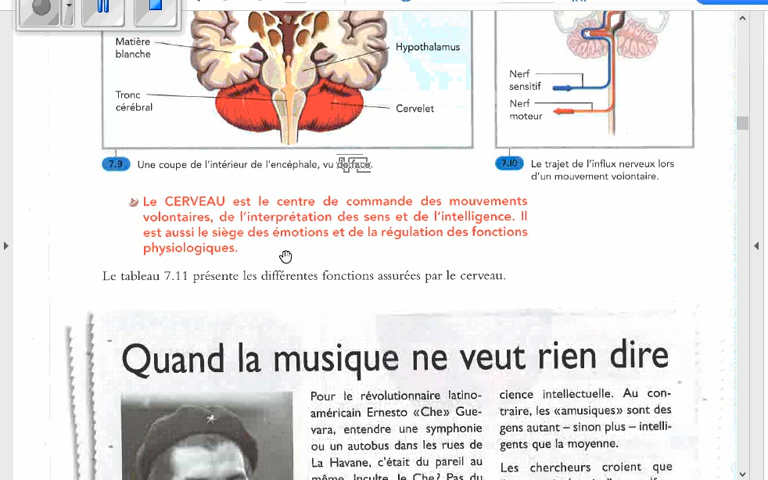 Matière
blanche
Hypothalamus
Tronc
cérébral
Cervelet
7.9 Une coupe de l'intérieur de l'encéphale, vu
Nerf
sensitif
Nerf
moteur
7.10 Le trajet de l'influx nerveux lors
d'un mouvement volontaire.
Le CERVEAU est le centre de commande des mouvements
volontaires, de l'interprétation des sens et de l'intelligence. Il
est aussi le siège des émotions et de la régulation des fonctions
physiologiques.
Le tableau 7.11 présente les différentes fonctions assurées par le cerveau.
Quand la musique ne veut rien dire
Pour le révolutionnaire latino-
américain Ernesto «Che» Gue-
vara, entendre une symphonie
ou un autobus dans les rues de
La Havane, c'était du pareil au
même. Inculte, le Che? Pas du
cience intellectuelle. Au con-
traire, les «amusiques» sont des
gens autant – sinon plus – intelli-
gents que la moyenne.
Les chercheurs croient que